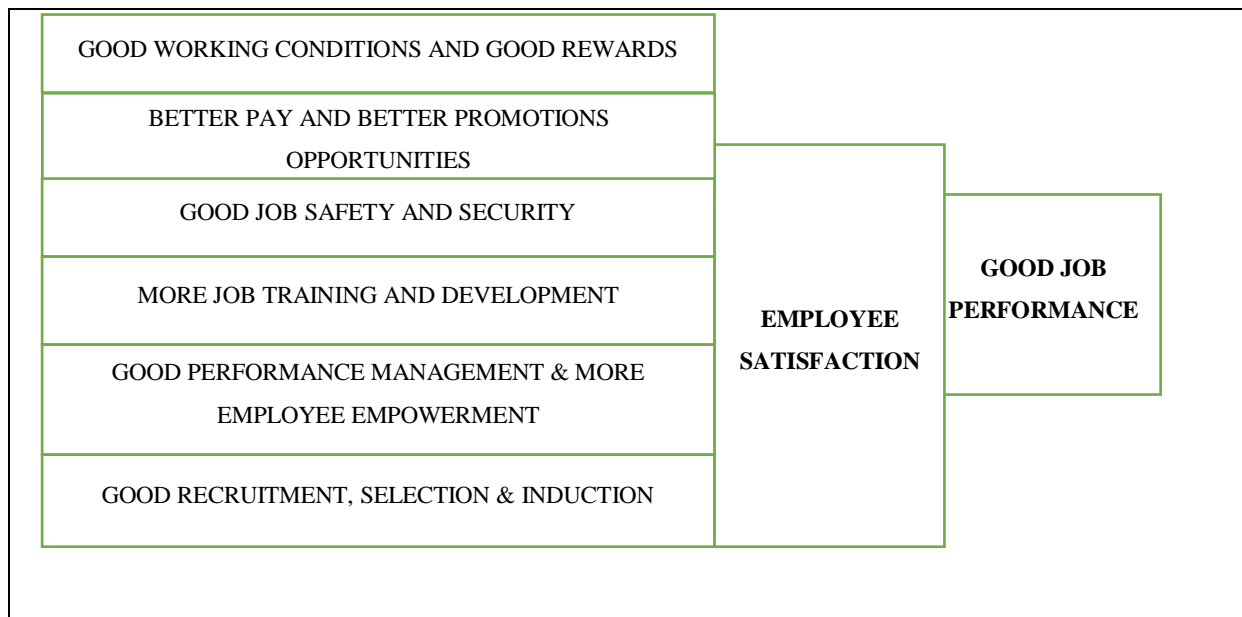 GOOD WORKING CONDITIONS AND GOOD REWARDS
BETTER PAY AND BETTER PROMOTIONS
OPPORTUNITIES
GOOD JOB SAFETY AND SECURITY
MORE JOB TRAINING AND DEVELOPMENT
GOOD PERFORMANCE MANAGEMENT & MORE
EMPLOYEE EMPOWERMENT
GOOD RECRUITMENT, SELECTION & INDUCTION
EMPLOYEE
SATISFACTION
GOOD JOB
PERFORMANCE